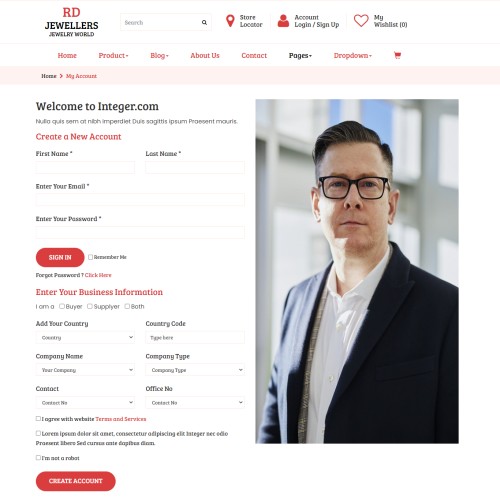 RD
JEWELLERS
JEWELRY WORLD
Search
Store
Locator
Account
Login / Sign Up
My
Wishlist (0)
Home
Product
Blog
About Us
Contact
Pages
Dropdown
Home > My Account
Welcome to Integer.com
Nulla quis sem at nibh imperdiet Duis sagittis ipsum Praesent mauris.
Create a New Account
First Name *
Last Name *
Enter Your Email *
Enter Your Password *
SIGN IN
Remember Me
Forgot Password ? Click Here
Enter Your Business Information
I am a Buyer Supplyer Both
Add Your Country
Country Code
Country
Type here
Company Name
Company Type
Your Company
Company Type
Contact
Office No
Contact No
Contact No
I agree with website Terms and Services
Lorem ipsum dolor sit amet, consectetur adipiscing elit Integer nec odio
Praesent libero Sed cursus ante dapibus diam.
I'm not a robot
CREATE ACCOUNT